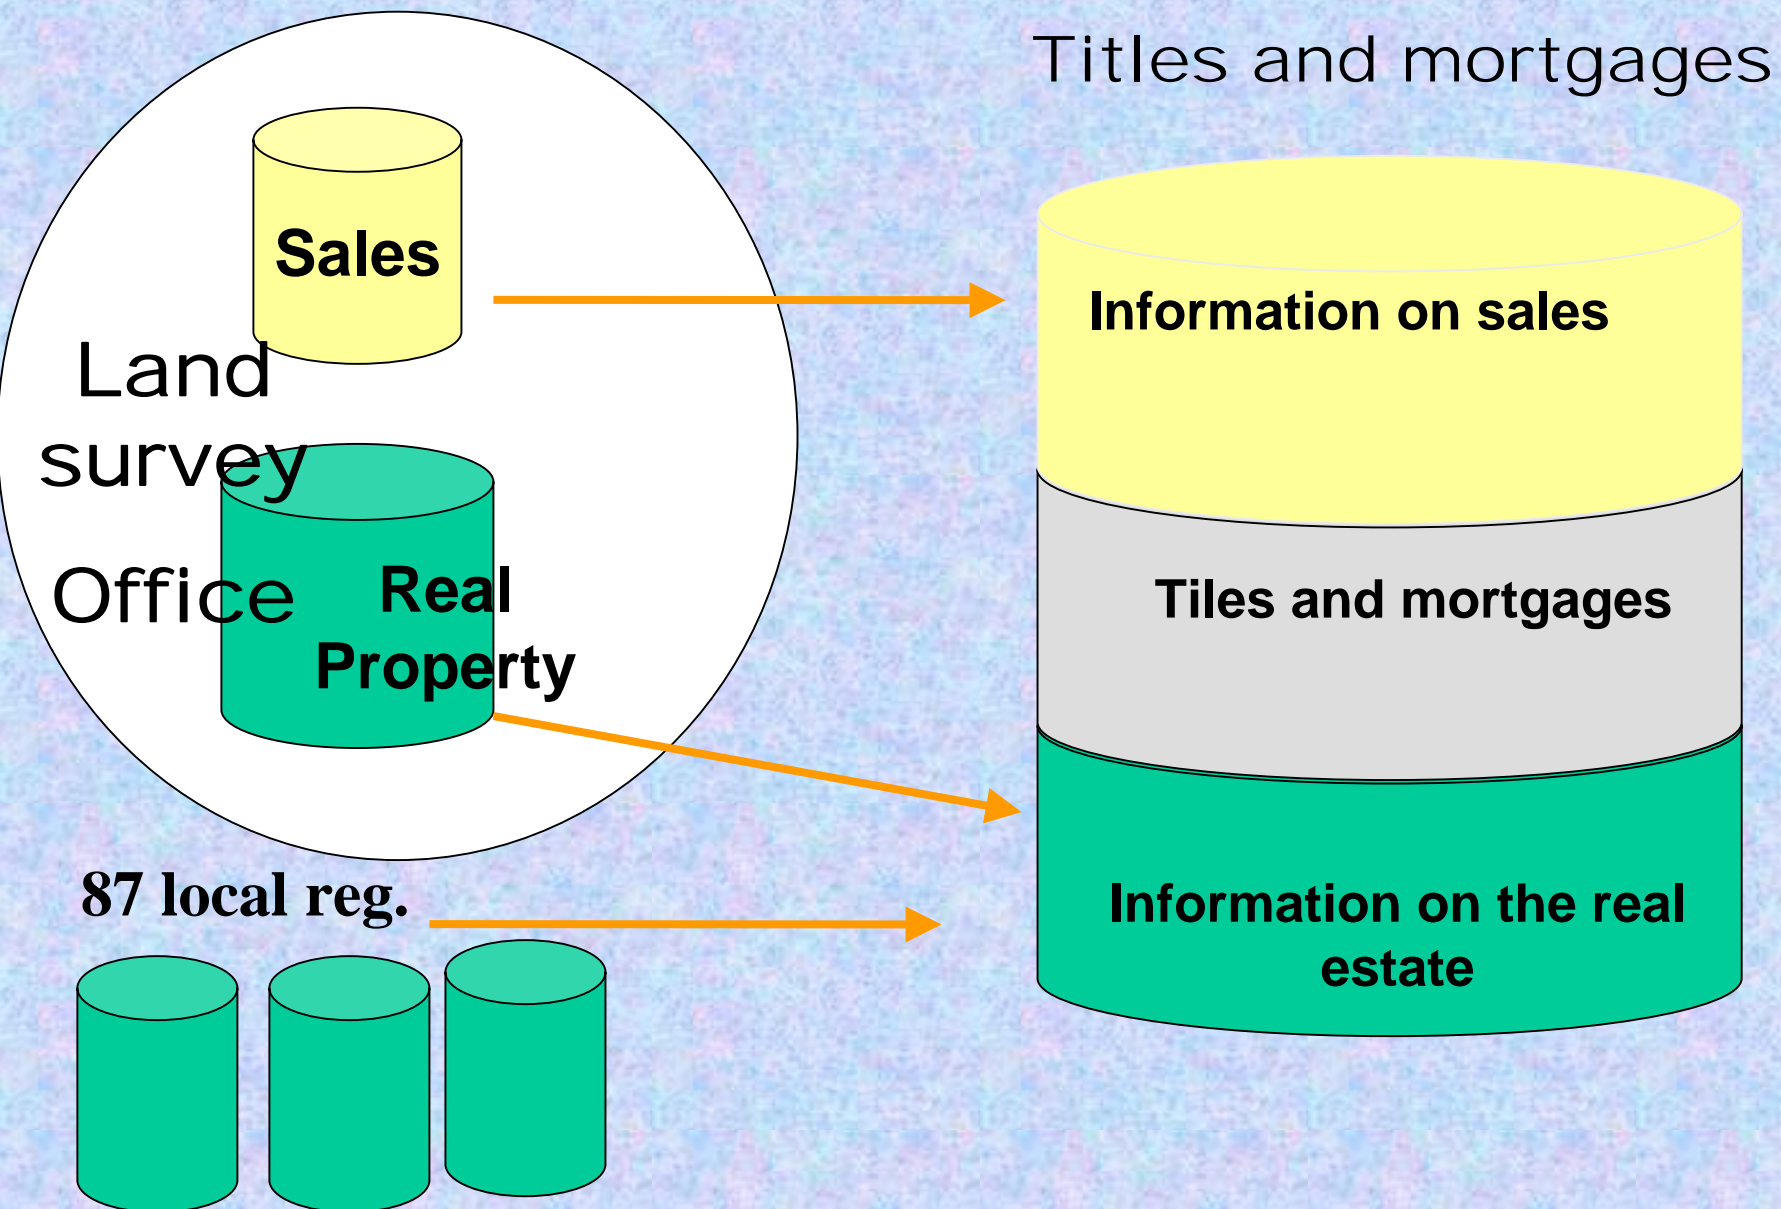 Titles and mortgages
Sales
Land
survey
Office
Real
Property
87 local reg.
Information on sales
Tiles and mortgages
Information on the real
estate